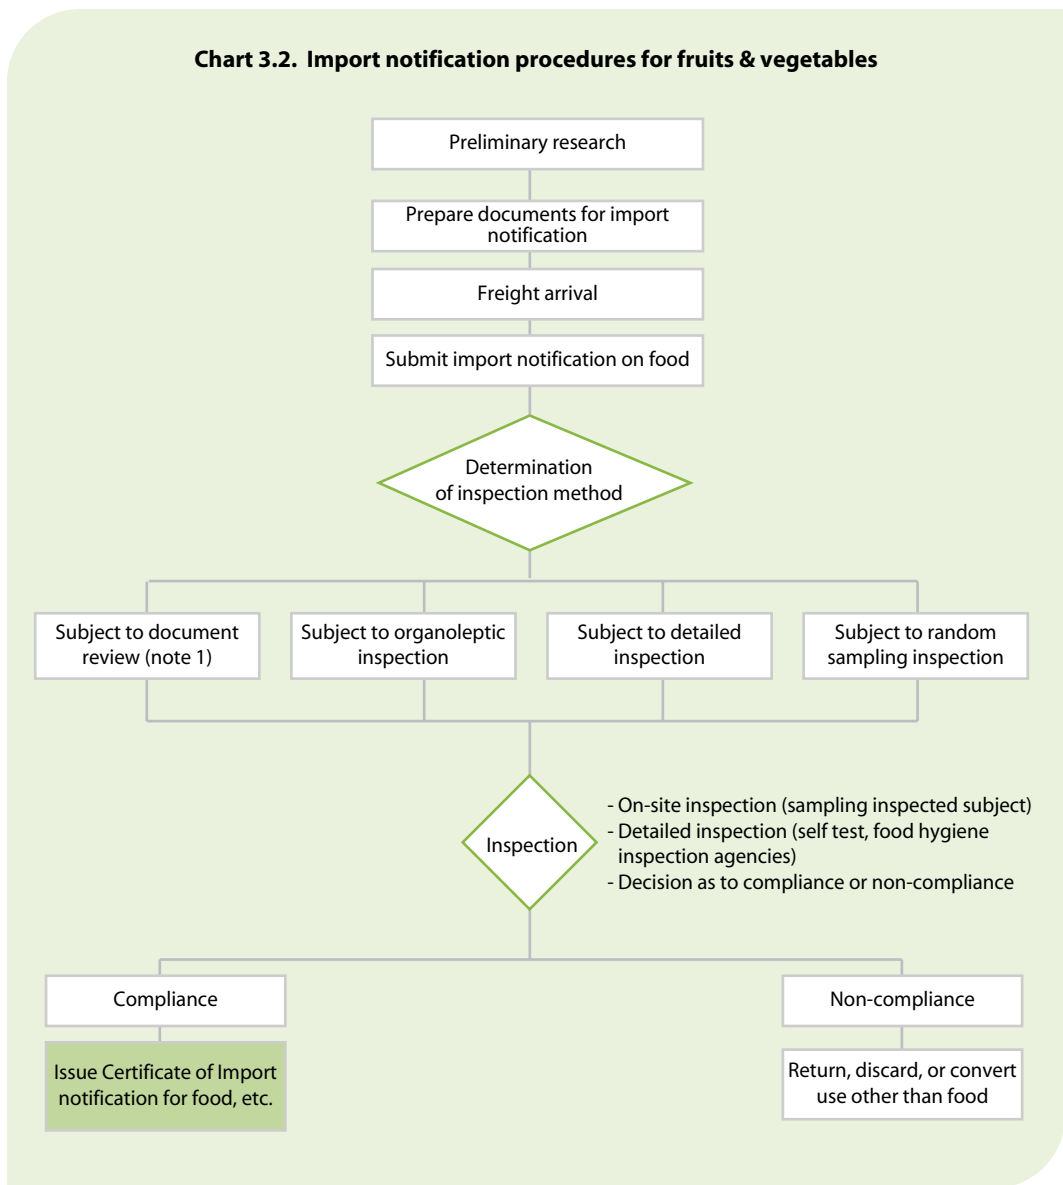 Chart 3.2. Import notification procedures for fruits & vegetables
Preliminary research
Prepare documents for import
notification
Freight arrival
Submit import notification on food
Determination
of inspection method
Subject to document
review (note 1)
Subject to organoleptic
inspection
Subject to detailed
inspection
Subject to random
sampling inspection
Inspection
- On-site inspection (sampling inspected subject)
- Detailed inspection (self test, food hygiene
inspection agencies)
- Decision as to compliance or non-compliance
Compliance
Non-compliance
Issue Certificate of Import
notification for food, etc.
Return, discard, or convert
use other than food